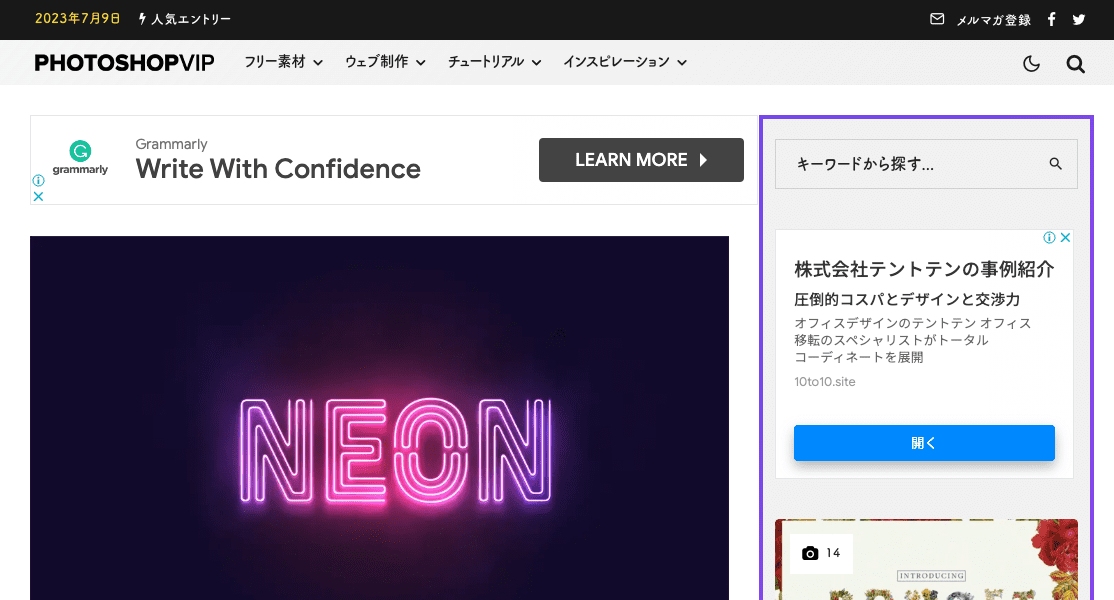 2023年7月9日
人気エントリー
メルマガ登録
PHOTOSHOPVIP
フリー素材
ウェブ制作
チュートリアル
インスピレーション
Grammarly
Write With Confidence
grammarly
LEARN MORE
キーワードから探す...
NEON
株式会社テントテンの事例紹介
圧倒的コスパとデザインと交渉力
オフィスデザインのテントテン オフィス
移転のスペシャリストがトータル
コーディネートを展開
10to10.site
開く
14
INTRODUCING